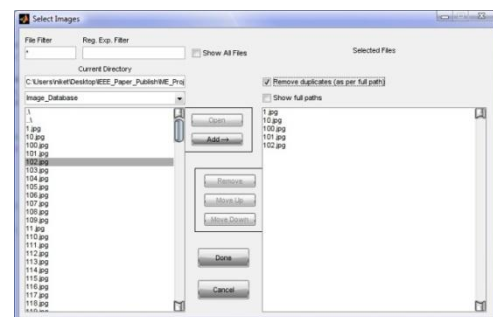 Select Images
File Filter
Reg. Exp. Filter
*
Show All Files
Selected Files
Current Directory
C:\Users\niket\Desktop\IEEE_Paper_Publish\ME_Proj
Remove duplicates (as per full path)
Image_Database
Show full paths
.\
..\
1.jpg
10.jpg
100.jpg
101.jpg
102.jpg
103.jpg
104.jpg
105.jpg
106.jpg
107.jpg
108.jpg
109.jpg
11.jpg
110.jpg
111.jpg
112.jpg
113.jpg
114.jpg
115.jpg
116.jpg
117.jpg
118.jpg
Open
Add -->
Remove
Move Up
Move Down
Done
Cancel
1.jpg
10.jpg
100.jpg
101.jpg
102.jpg